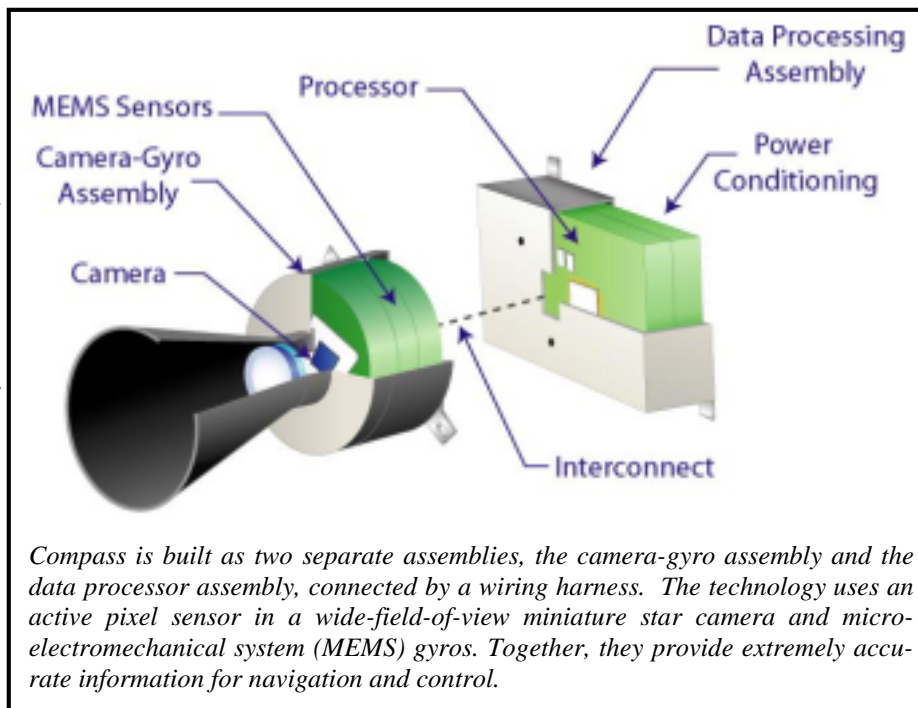 Data Processing
Assembly
Processor
MEMS Sensors
Camera-Gyro
Assembly
Power
Conditioning
Camera
Interconnect
Compass is built as two separate assemblies, the camera-gyro assembly and the
data processor assembly, connected by a wiring harness.  The technology uses an
active pixel sensor in a wide-field-of-view miniature star camera and micro-
electromechanical system (MEMS) gyros. Together, they provide extremely accu-
rate information for navigation and control.